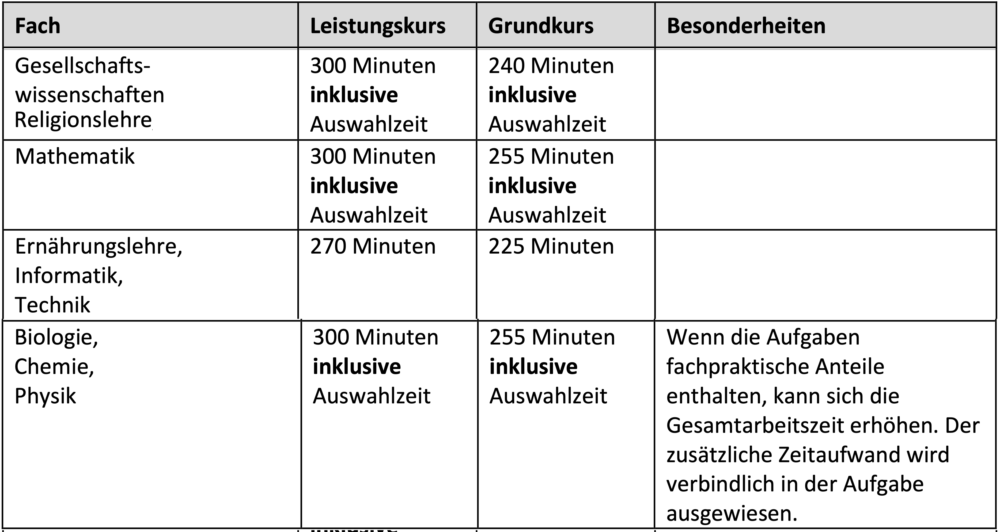 Fach
Leistungskurs
Grundkurs
Besonderheiten
Gesellschafts-
wissenschaften
Religionslehre
300 Minuten
inklusive
Auswahlzeit
240 Minuten
inklusive
Auswahlzeit
Mathematik
300 Minuten
inklusive
Auswahlzeit
255 Minuten
inklusive
Auswahlzeit
Ernährungslehre,
Informatik,
Technik
270 Minuten
225 Minuten
Biologie,
Chemie,
Physik
300 Minuten
inklusive
Auswahlzeit
255 Minuten
inklusive
Auswahlzeit
Wenn die Aufgaben
fachpraktische Anteile
enthalten, kann sich die
Gesamtarbeitszeit erhöhen. Der
zusätzliche Zeitaufwand wird
verbindlich in der Aufgabe
ausgewiesen.